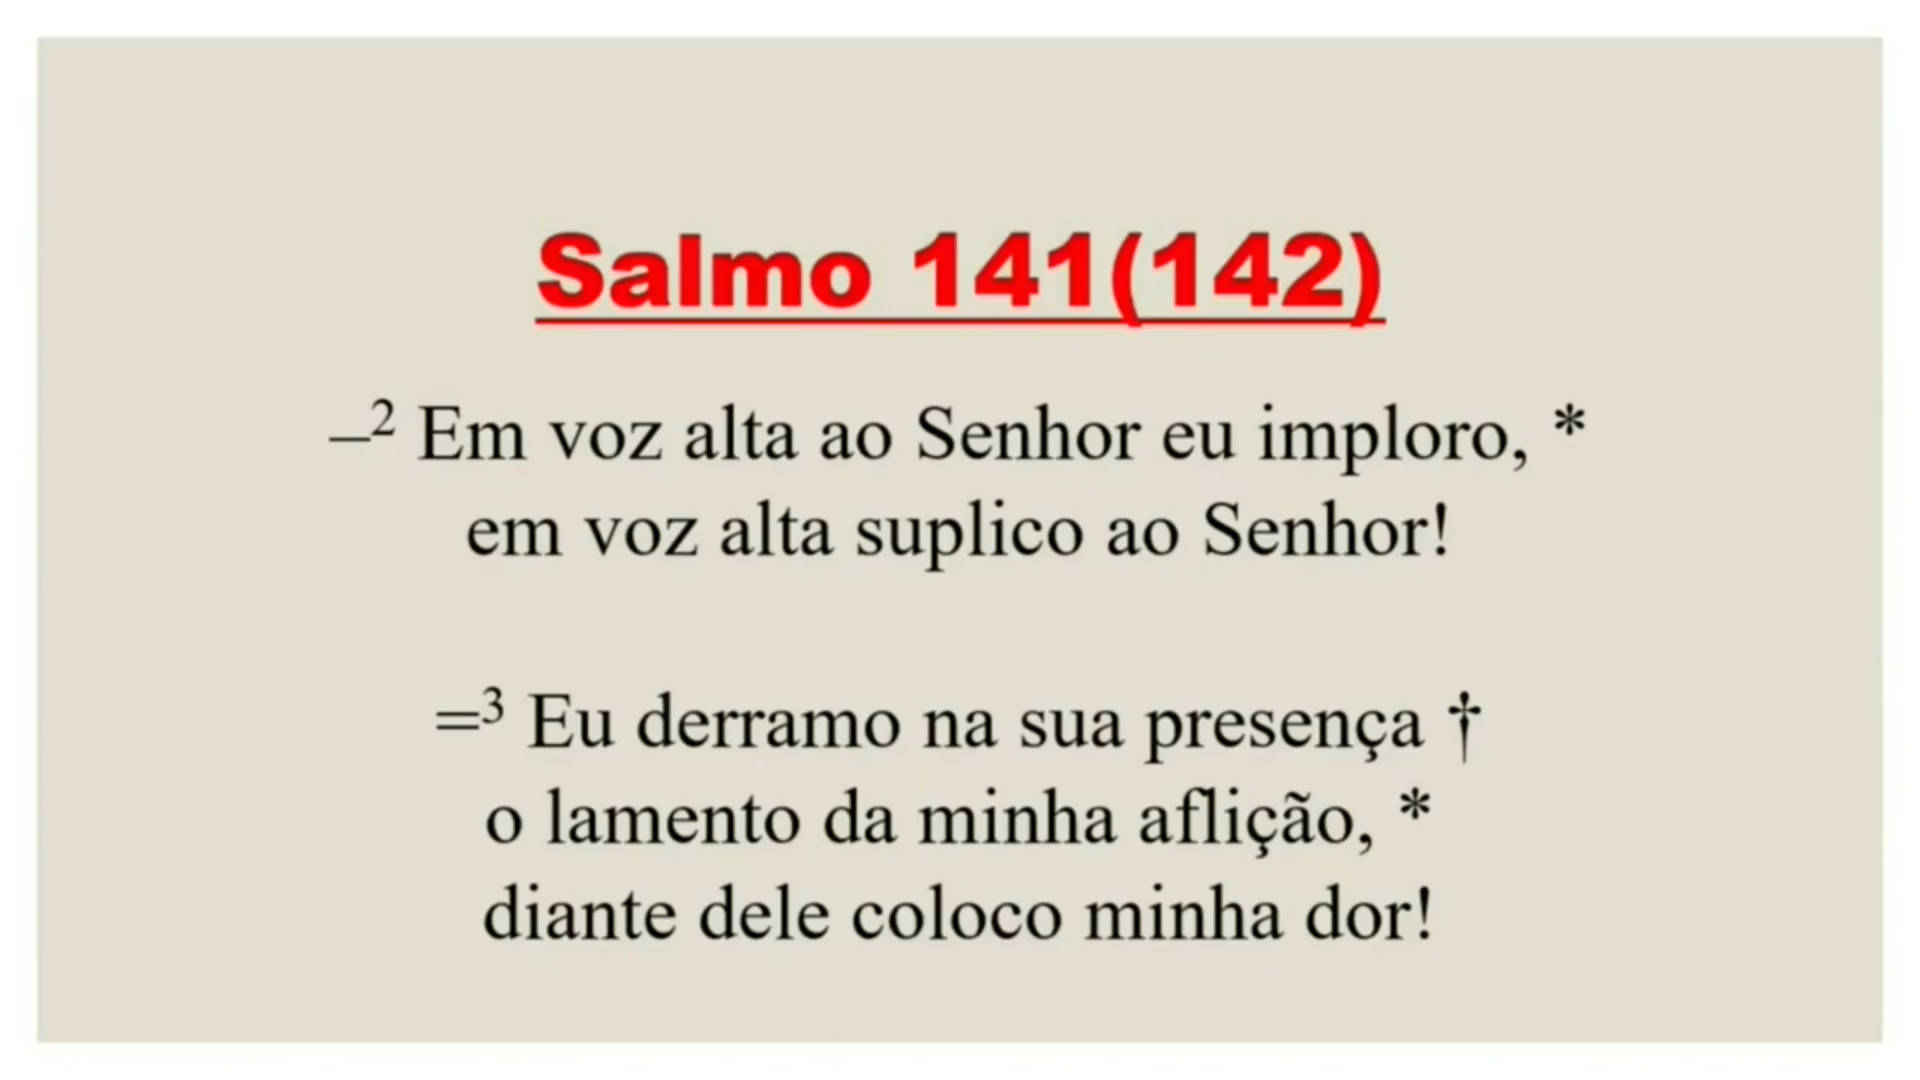 Salmo 141(142)
–² Em voz alta ao Senhor eu imploro, *
em voz alta suplico ao Senhor!
=³ Eu derramo na sua presença †
o lamento da minha aflição, *
diante dele coloco minha dor!